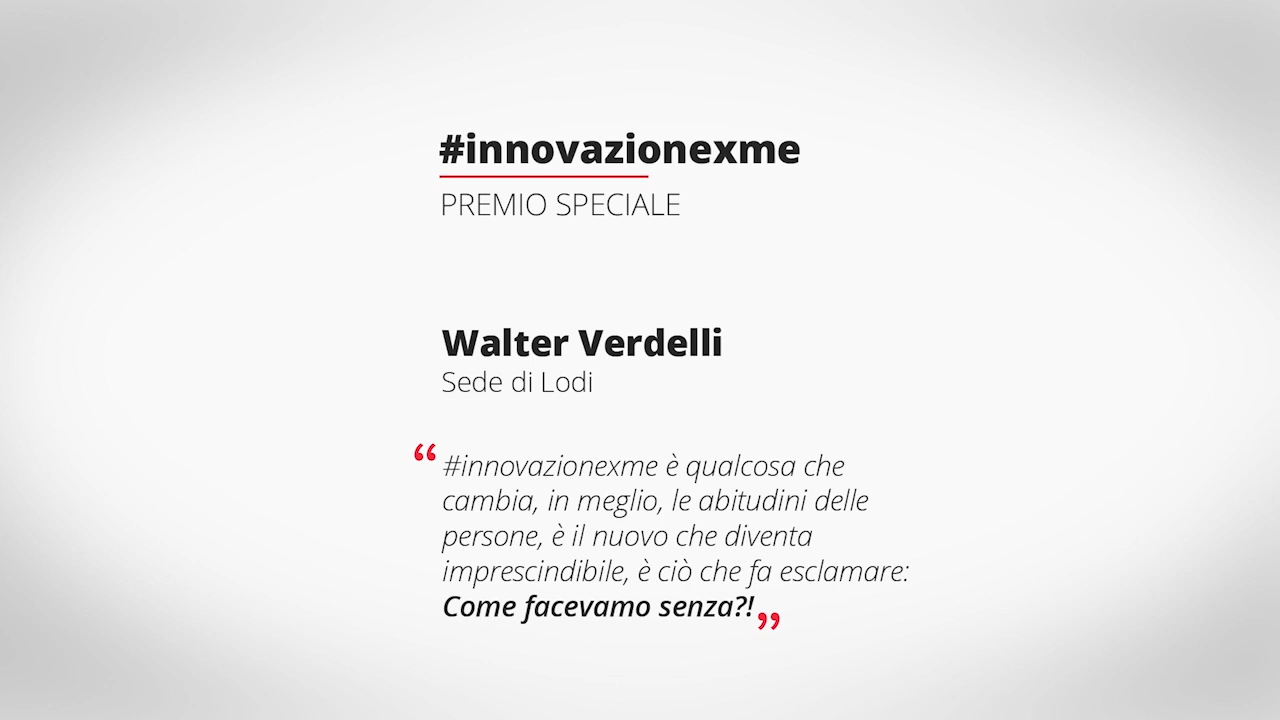 #innovazionexme
PREMIO SPECIALE
Walter Verdelli
Sede di Lodi
“ #innovazionexme è qualcosa che
cambia, in meglio, le abitudini delle
persone, è il nuovo che diventa
imprescindibile, è ciò che fa esclamare:
Come facevamo senza?! ”